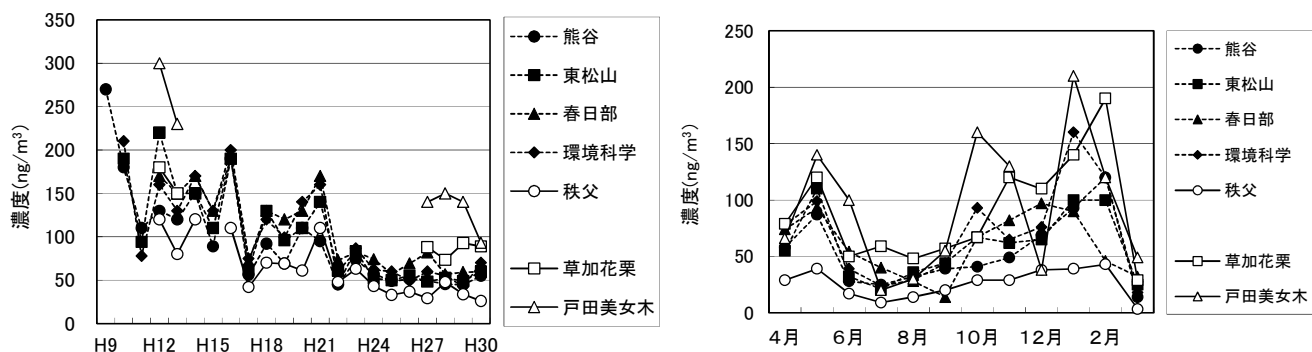 350
300
250
200
150
100
50
0
濃度(ng/m³)
H9 H12 H15 H18 H21 H24 H27 H30
熊谷
東松山
春日部
環境科学
秩父
草加花栗
戸田美女木
250
200
150
100
50
0
濃度(ng/m³)
4月 6月 8月 10月 12月 2月
熊谷
東松山
春日部
環境科学
秩父
草加花栗
戸田美女木